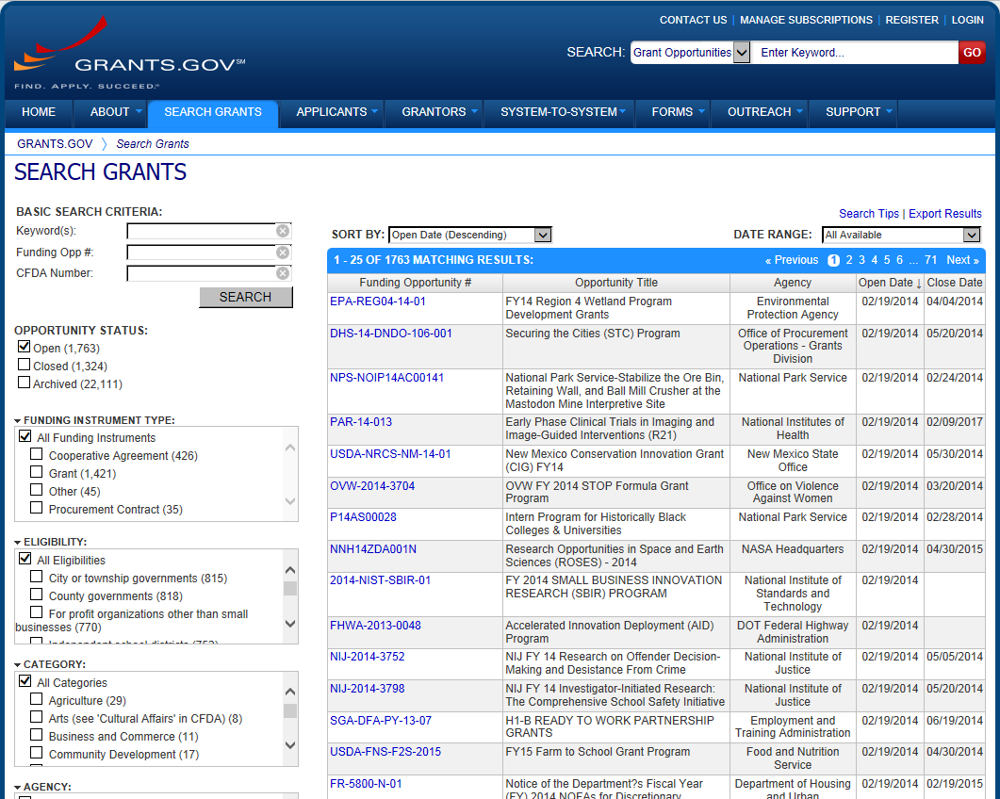 CONTACT US | MANAGE SUBSCRIPTIONS | REGISTER | LOGIN
SEARCH: Grant Opportunities Enter Keyword... GO
GRANTS.GOV SM
FIND. APPLY. SUCCEED.
HOME ABOUT SEARCH GRANTS APPLICANTS GRANTORS SYSTEM-TO-SYSTEM FORMS OUTREACH SUPPORT
GRANTS.GOV 〉 Search Grants
SEARCH GRANTS
BASIC SEARCH CRITERIA:
Keyword(s):
Funding Opp #:
CFDA Number:
SEARCH
OPPORTUNITY STATUS:
Open (1,763)
Closed (1,324)
Archived (22,111)
FUNDING INSTRUMENT TYPE:
All Funding Instruments
Cooperative Agreement (426)
Grant (1,421)
Other (45)
Procurement Contract (35)
ELIGIBILITY:
All Eligibilities
City or township governments (815)
County governments (818)
For profit organizations other than small
businesses (770)
Independent school districts (752)
CATEGORY:
All Categories
Agriculture (29)
Arts (see 'Cultural Affairs' in CFDA) (8)
Business and Commerce (11)
Community Development (17)
AGENCY:
Search Tips | Export Results
SORT BY: Open Date (Descending) DATE RANGE: All Available
1 - 25 OF 1763 MATCHING RESULTS: « Previous 1 2 3 4 5 6 ... 71 Next »
Funding Opportunity # Opportunity Title Agency Open Date ↓ Close Date
EPA-REG04-14-01 FY14 Region 4 Wetland Program Environmental 02/19/2014 04/04/2014
Development Grants Protection Agency
DHS-14-DNDO-106-001 Securing the Cities (STC) Program Office of Procurement 02/19/2014 05/20/2014
Operations - Grants
Division
NPS-NOIP14AC00141 National Park Service-Stabilize the Ore Bin, National Park Service 02/19/2014 02/24/2014
Retaining Wall, and Ball Mill Crusher at the
Mastodon Mine Interpretive Site
PAR-14-013 Early Phase Clinical Trials in Imaging and National Institutes of 02/19/2014 02/09/2017
Image-Guided Interventions (R21) Health
USDA-NRCS-NM-14-01 New Mexico Conservation Innovation Grant New Mexico State 02/19/2014 05/30/2014
(CIG) FY14 Office
OVW-2014-3704 OVW FY 2014 STOP Formula Grant Office on Violence 02/19/2014 03/20/2014
Program Against Women
P14AS00028 Intern Program for Historically Black National Park Service 02/19/2014 02/28/2014
Colleges & Universities
NNH14ZDA001N Research Opportunities in Space and Earth NASA Headquarters 02/19/2014 04/30/2015
Sciences (ROSES) - 2014
2014-NIST-SBIR-01 FY 2014 SMALL BUSINESS INNOVATION National Institute of 02/19/2014
RESEARCH (SBIR) PROGRAM Standards and
Technology
FHWA-2013-0048 Accelerated Innovation Deployment (AID) DOT Federal Highway 02/19/2014
Program Administration
NIJ-2014-3752 NIJ FY 14 Research on Offender Decision- National Institute of 02/19/2014 05/05/2014
Making and Desistance From Crime Justice
NIJ-2014-3798 NIJ FY 14 Investigator-Initiated Research: National Institute of 02/19/2014 05/20/2014
The Comprehensive School Safety Initiative Justice
SGA-DFA-PY-13-07 H1-B READY TO WORK PARTNERSHIP Employment and 02/19/2014 06/19/2014
GRANTS Training Administration
USDA-FNS-F2S-2015 FY15 Farm to School Grant Program Food and Nutrition 02/19/2014 04/30/2014
Service
FR-5800-N-01 Notice of the Department?s Fiscal Year Department of Housing 02/19/2014 02/19/2015
(FY) 2014 NOFAs for Discretionary and Urban